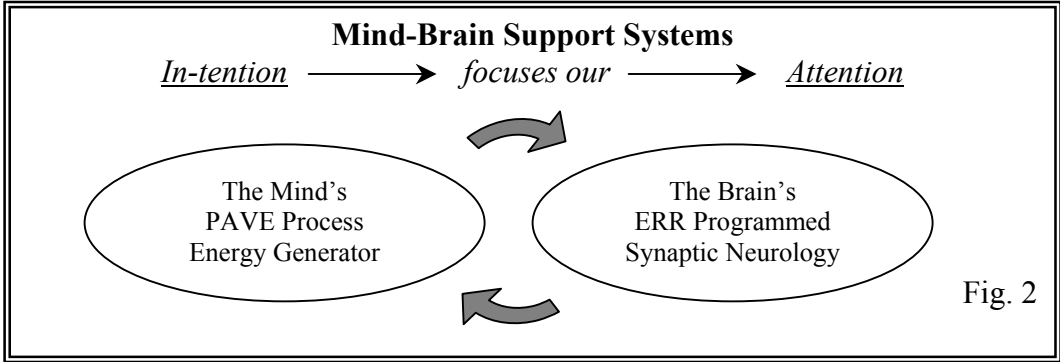 Mind-Brain Support Systems
In-tention focuses our Attention
The Mind's
PAVE Process
Energy Generator
The Brain's
ERR Programmed
Synaptic Neurology
Fig. 2